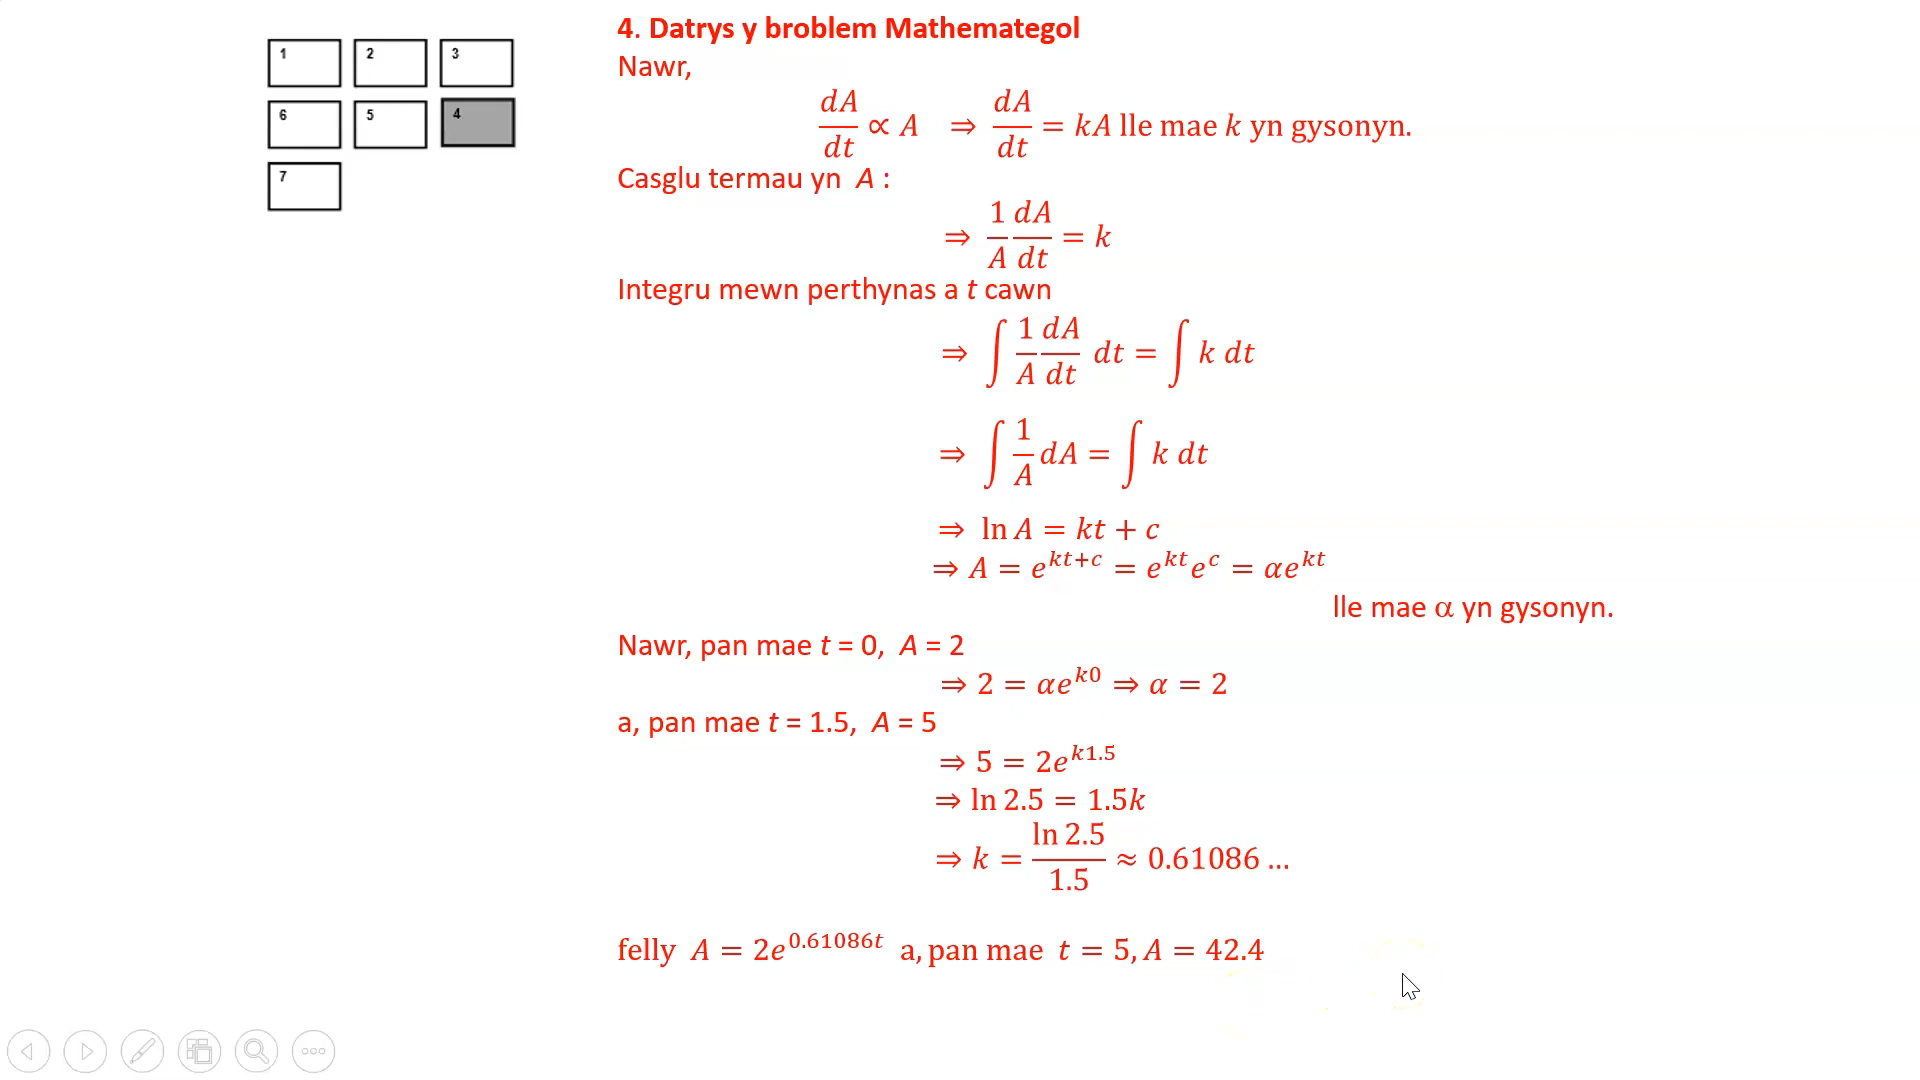 1 2 3
6 5 4
7
4. Datrys y broblem Mathemategol
Nawr,
dA/dt ∝ A ⇒ dA/dt = kA lle mae k yn gysonyn.
Casglu termau yn A :
⇒ 1/A dA/dt = k
Integru mewn perthynas a t cawn
⇒ ∫ 1/A dA/dt dt = ∫ k dt
⇒ ∫ 1/A dA = ∫ k dt
⇒ ln A = kt + c
⇒ A = e^(kt+c) = e^(kt) e^c = αe^(kt)
lle mae α yn gysonyn.
Nawr, pan mae t = 0, A = 2
⇒ 2 = αe^(k0) ⇒ α = 2
a, pan mae t = 1.5, A = 5
⇒ 5 = 2e^(k1.5)
⇒ ln 2.5 = 1.5k
⇒ k = ln 2.5/1.5 ≈ 0.61086 …
felly A = 2e^(0.61086t) a, pan mae t = 5, A = 42.4